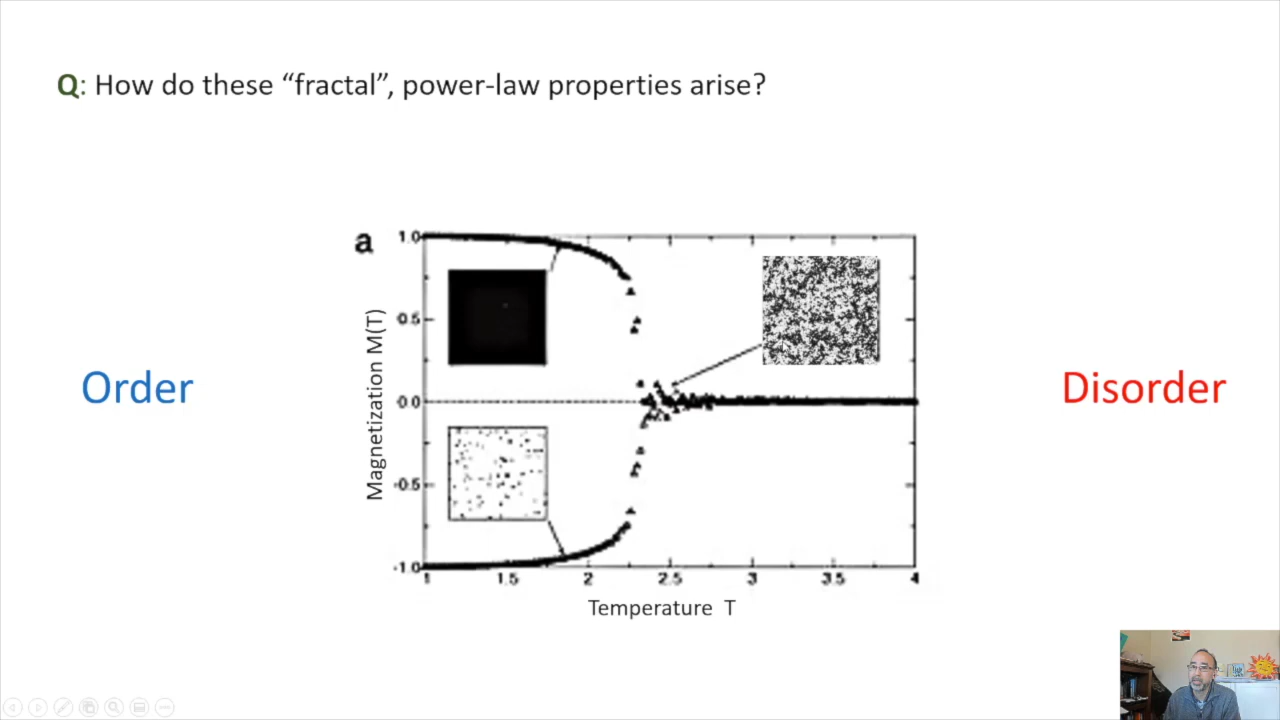 Q: How do these “fractal”, power-law properties arise?
a
Magnetization M(T)
1.0
0.5
0.0
-0.5
-1.0
1 1.5 2 2.5 3 3.5 4
Temperature T
Order
Disorder